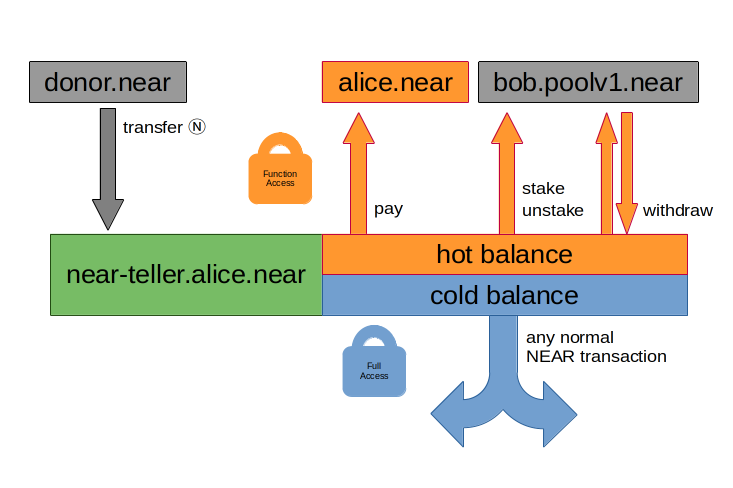 donor.near
alice.near
bob.poolv1.near
transfer Ⓝ
Function
Access
pay
stake
unstake
withdraw
near-teller.alice.near
hot balance
cold balance
Full
Access
any normal
NEAR transaction